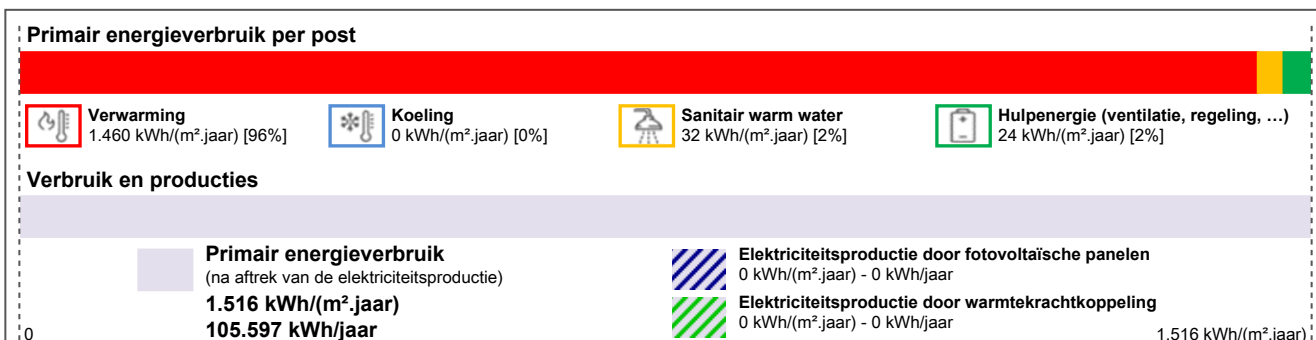 Primair energieverbruik per post
Verwarming
1.460 kWh/(m².jaar) [96%]
Koeling
0 kWh/(m².jaar) [0%]
Sanitair warm water
32 kWh/(m².jaar) [2%]
Hulpenergie (ventilatie, regeling, …)
24 kWh/(m².jaar) [2%]
Verbruik en producties
Primair energieverbruik
(na aftrek van de elektriciteitsproductie)
1.516 kWh/(m².jaar)
105.597 kWh/jaar
Elektriciteitsproductie door fotovoltaïsche panelen
0 kWh/(m².jaar) - 0 kWh/jaar
Elektriciteitsproductie door warmtekrachtkoppeling
0 kWh/(m².jaar) - 0 kWh/jaar
0
1.516 kWh/(m².jaar)